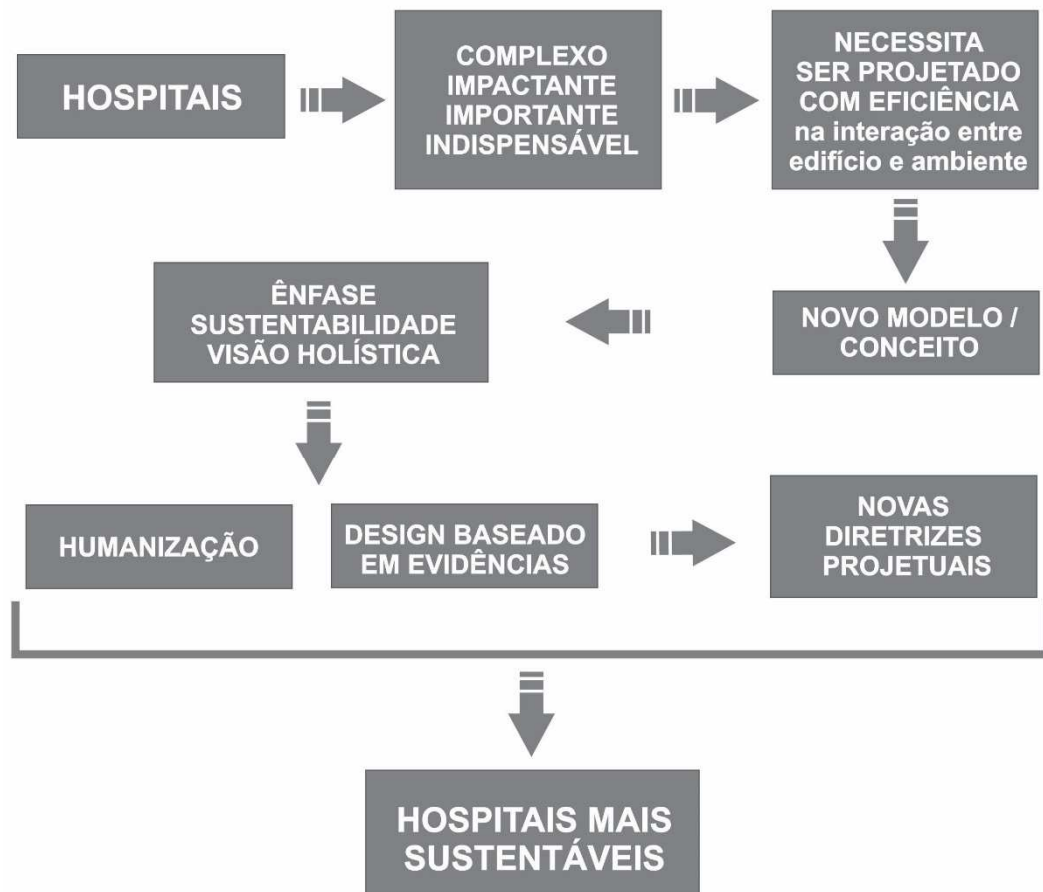 HOSPITAIS
COMPLEXO
IMPACTANTE
IMPORTANTE
INDISPENSÁVEL
NECESSITA
SER PROJETADO
COM EFICIÊNCIA
na interação entre
edifício e ambiente
NOVO MODELO /
CONCEITO
ÊNFASE
SUSTENTABILIDADE
VISÃO HOLÍSTICA
HUMANIZAÇÃO
DESIGN BASEADO
EM EVIDÊNCIAS
NOVAS
DIRETRIZES
PROJETUAIS
HOSPITAIS MAIS
SUSTENTÁVEIS